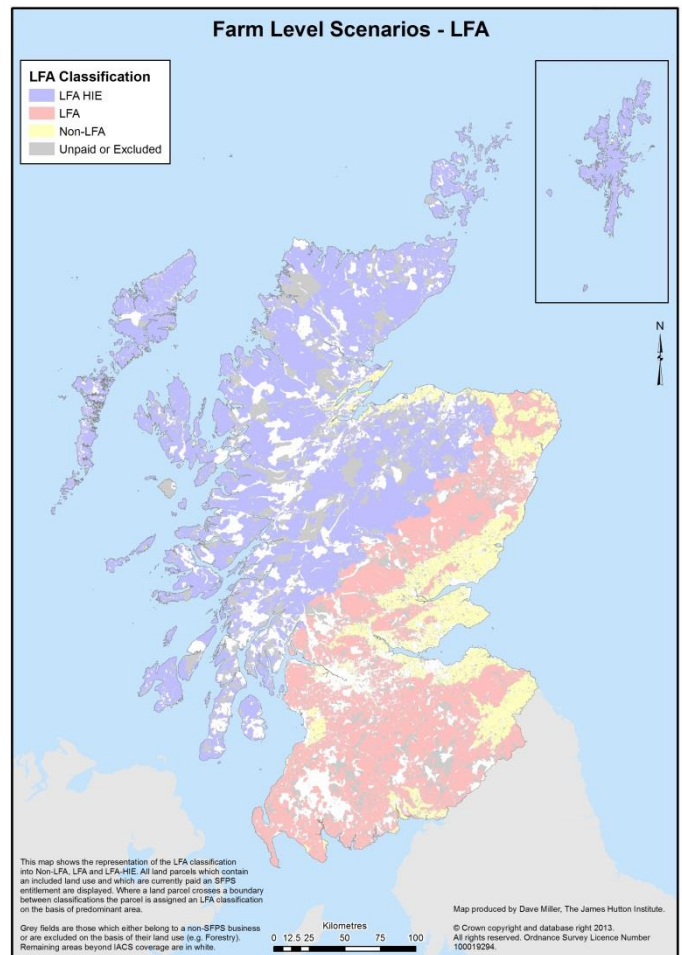 Farm Level Scenarios - LFA
LFA Classification
LFA HIE
LFA
Non-LFA
Unpaid or Excluded
N
This map shows the representation of the LFA classification
into Non-LFA, LFA and LFA-HIE. All land parcels which contain
an included land use and which are currently paid an SFPS
entitlement are displayed. Where a land parcel crosses a boundary
between classifications the parcel is assigned an LFA classification
on the basis of predominant area.
Grey fields are those which either belong to a non-SFPS business
or are excluded on the basis of their land use (e.g. Forestry).
Remaining areas beyond IACS coverage are in white.
Kilometres
0 12.5 25 50 75 100
Map produced by Dave Miller, The James Hutton Institute.
© Crown copyright and database right 2013.
All rights reserved. Ordnance Survey Licence Number
100019294.